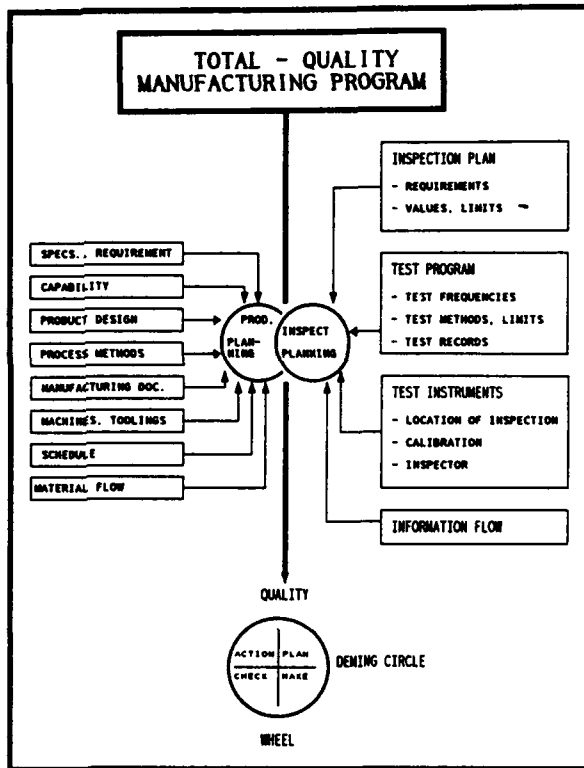 TOTAL - QUALITY
MANUFACTURING PROGRAM
SPECS., REQUIREMENT
CAPABILITY
PRODUCT DESIGN
PROCESS METHODS
MANUFACTURING DOC.
MACHINES, TOOLINGS
SCHEDULE
MATERIAL FLOW
PROD.
PLAN-
NING
INSPECT
PLANNING
INSPECTION PLAN
- REQUIREMENTS
- VALUES, LIMITS
TEST PROGRAM
- TEST FREQUENCIES
- TEST METHODS, LIMITS
- TEST RECORDS
TEST INSTRUMENTS
- LOCATION OF INSPECTION
- CALIBRATION
- INSPECTOR
INFORMATION FLOW
QUALITY
ACTION PLAN
CHECK MAKE
DEMING CIRCLE
WHEEL